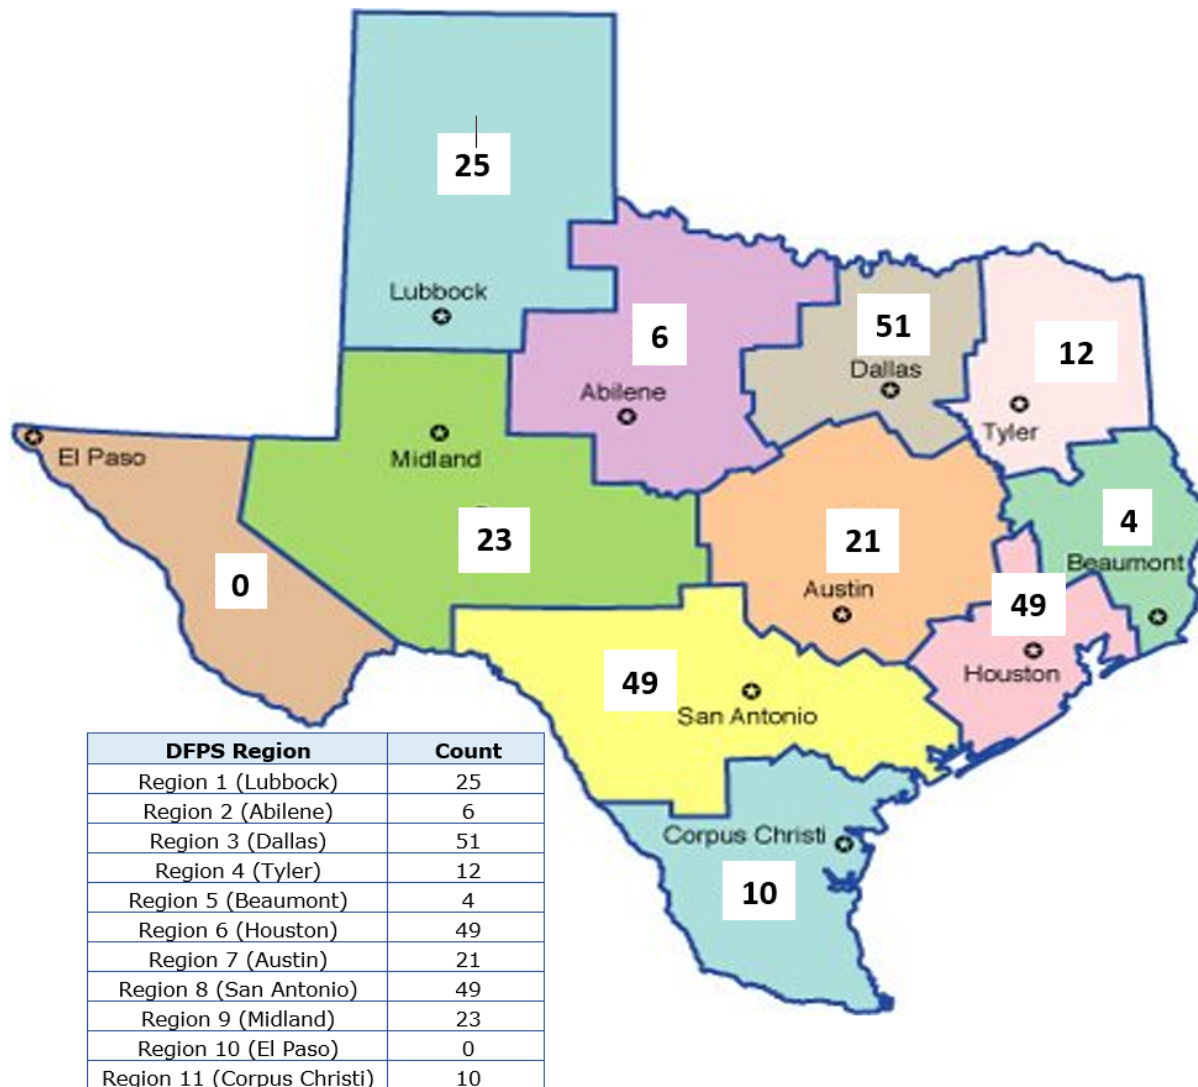 25
Lubbock
6
51
12
Dallas
Abilene
Tyler
El Paso
Midland
23
21
4
0
Beaumont
Austin
49
Houston
49
San Antonio
DFPS Region Count
Region 1 (Lubbock) 25
Region 2 (Abilene) 6
Region 3 (Dallas) 51
Region 4 (Tyler) 12
Region 5 (Beaumont) 4
Region 6 (Houston) 49
Region 7 (Austin) 21
Region 8 (San Antonio) 49
Region 9 (Midland) 23
Region 10 (El Paso) 0
Region 11 (Corpus Christi) 10
Corpus Christi
10